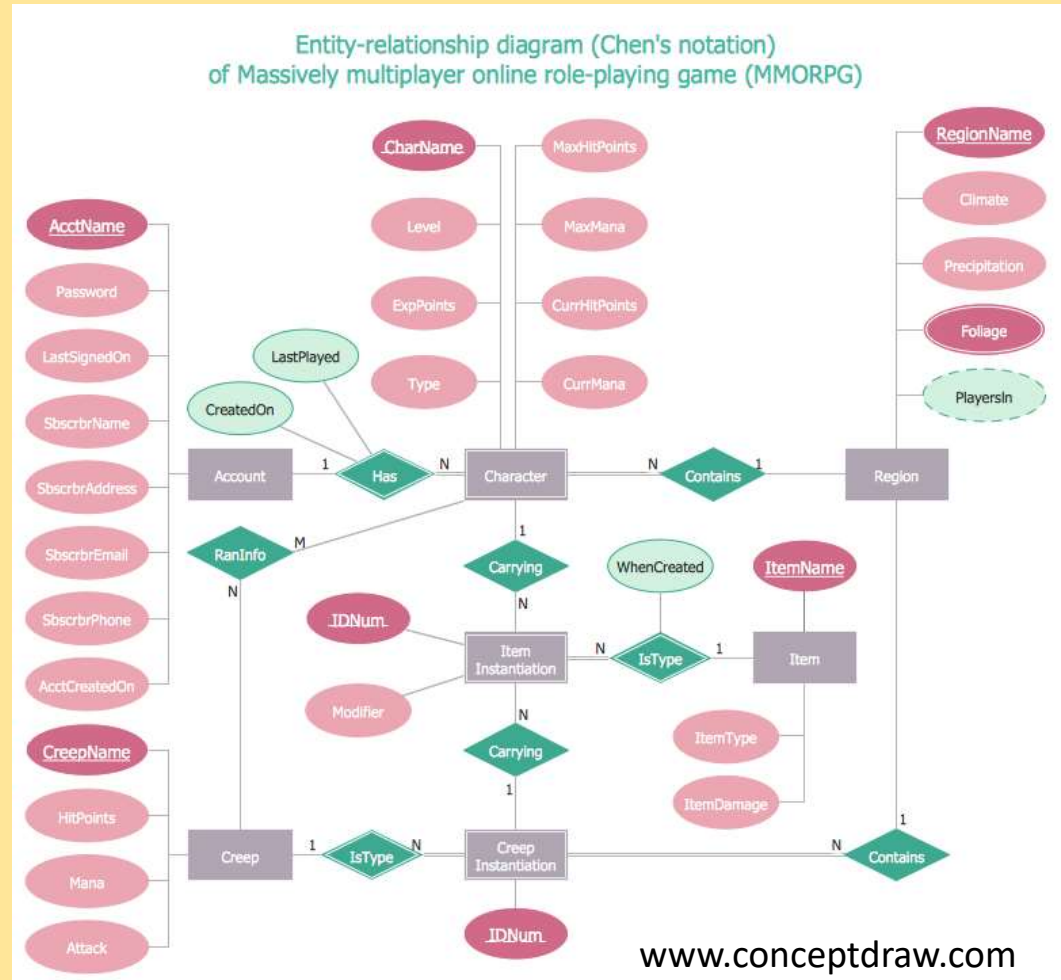 Entity-relationship diagram (Chen's notation)
of Massively multiplayer online role-playing game (MMORPG)
CharName
MaxHitPoints
RegionName
Level
MaxMana
Climate
AcctName
ExpPoints
CurrHitPoints
Precipitation
Password
Type
CurrMana
Foliage
LastSignedOn
LastPlayed
PlayersIn
SbscrbrName
CreatedOn
Account
1
Has
N
Character
N
Contains
1
Region
SbscrbrAddress
SbscrbrEmail
RanInfo
M
N
1
Carrying
N
WhenCreated
ItemName
SbscrbrPhone
IDNum
Item
Instantiation
N
IsType
1
Item
AcctCreatedOn
Modifier
N
Carrying
1
ItemType
ItemDamage
CreepName
HitPoints
Creep
1
IsType
N
Creep
Instantiation
N
1
Contains
Mana
Attack
IDNum
www.conceptdraw.com